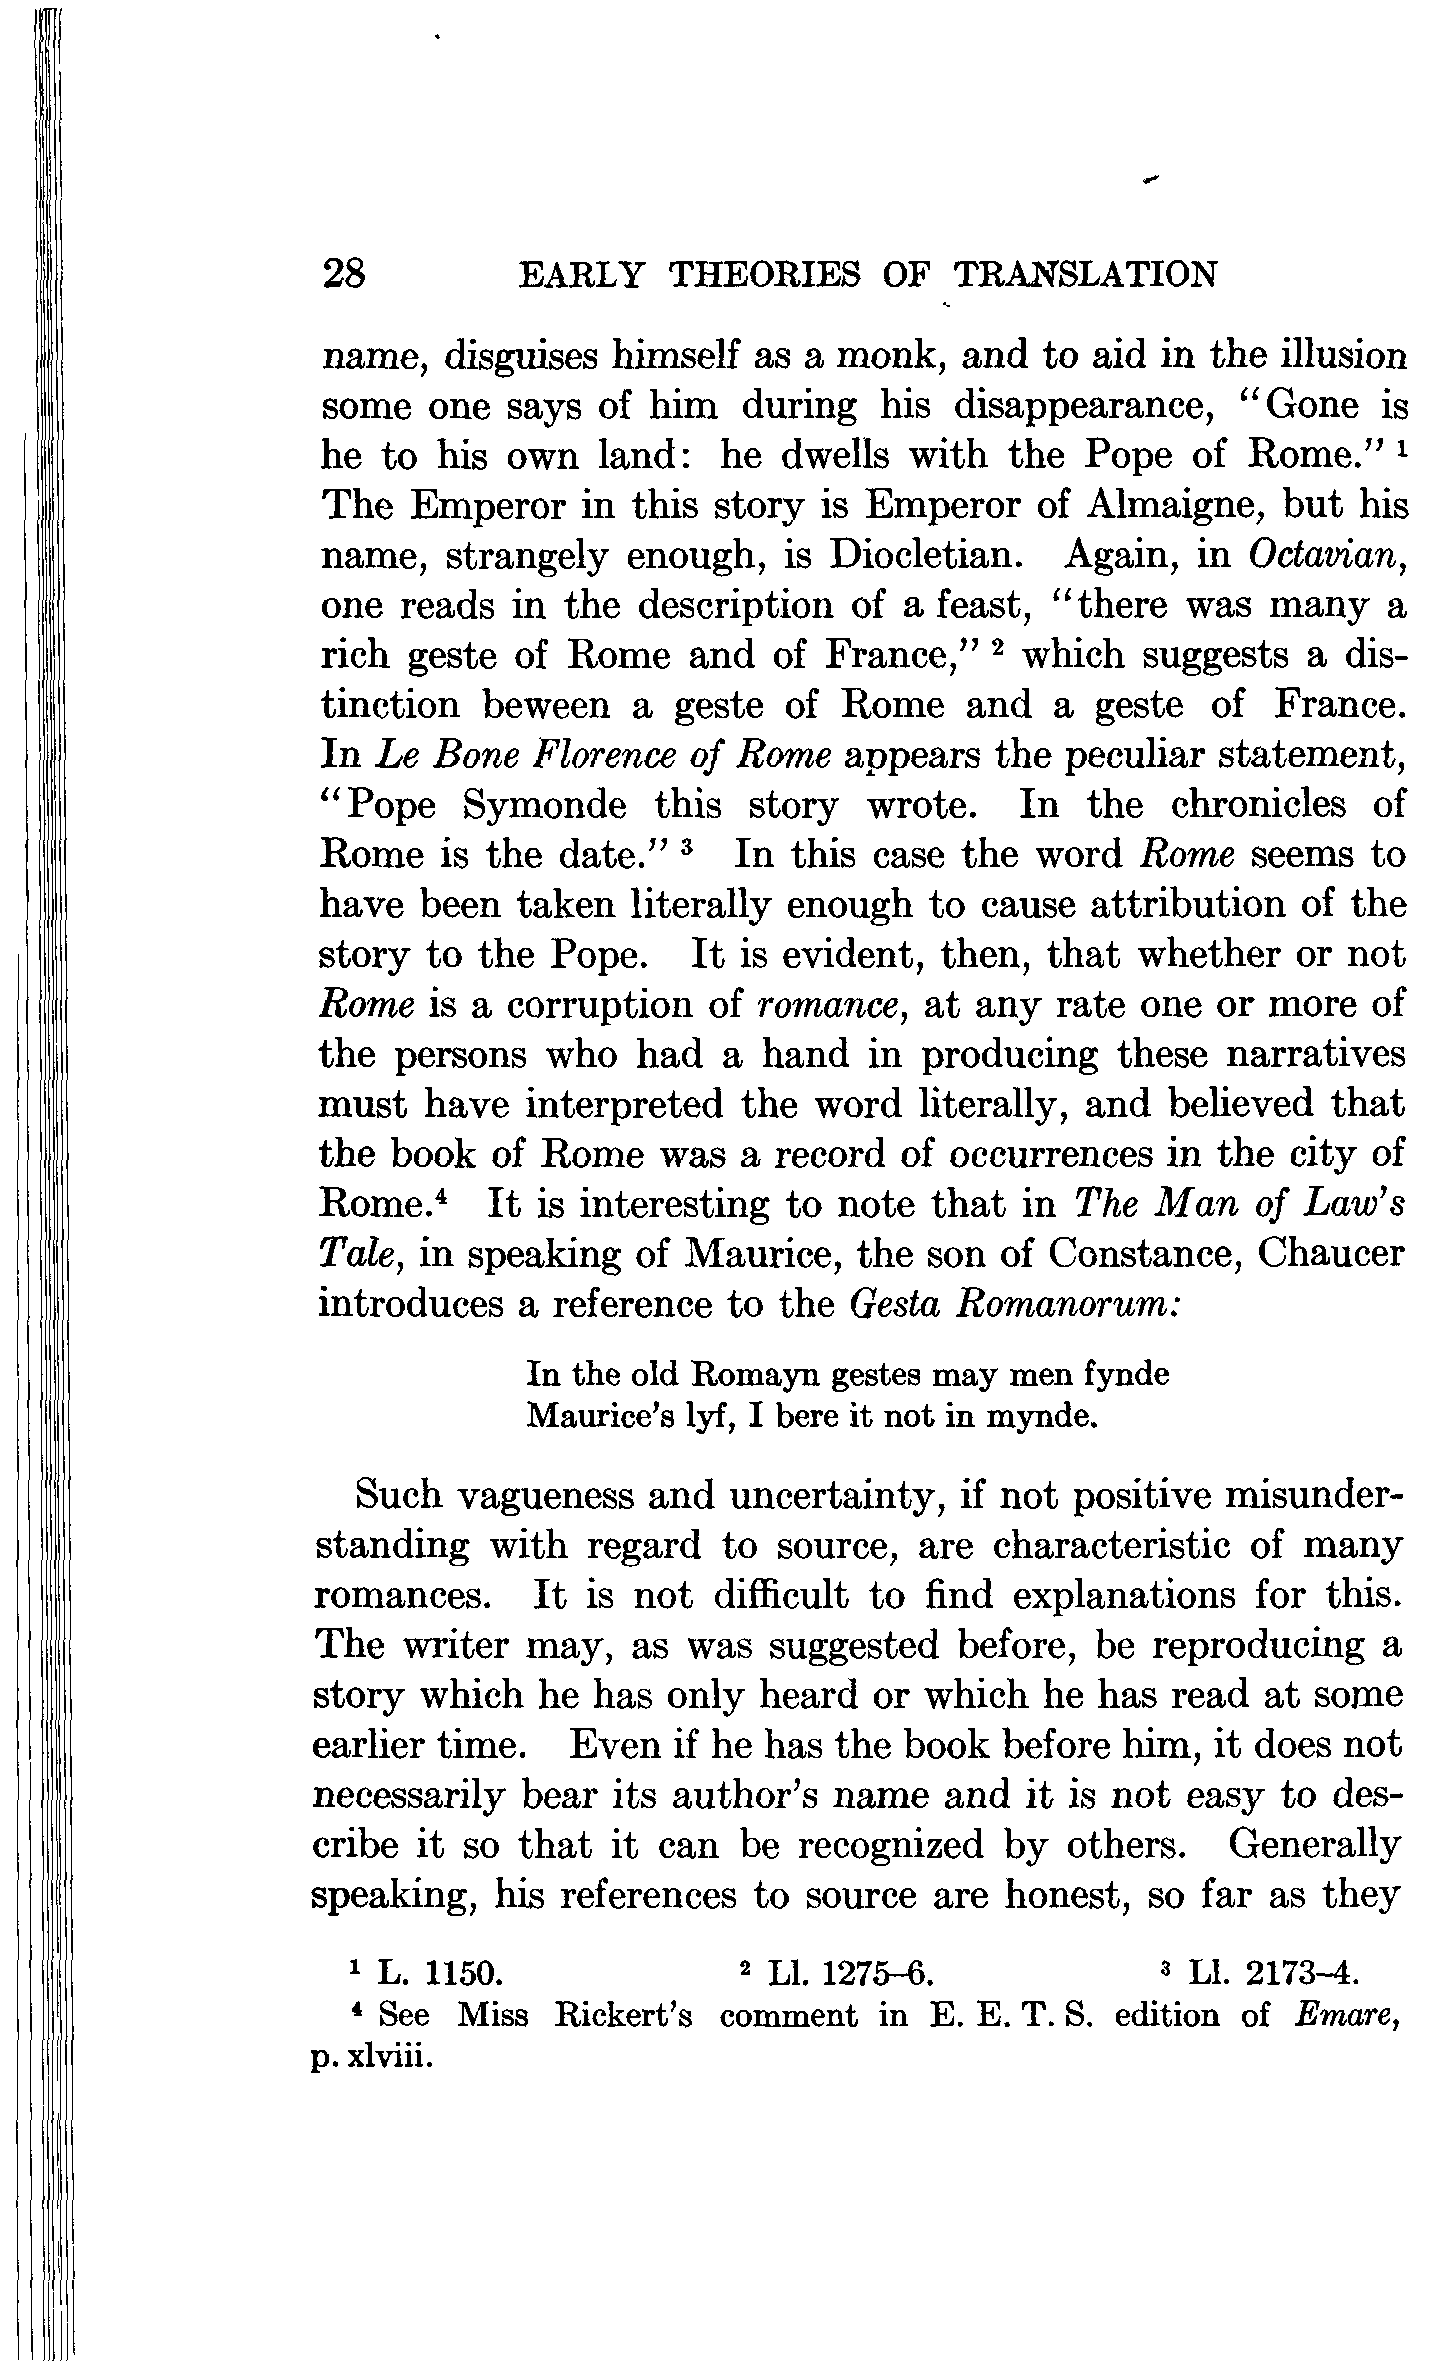 28 EARLY THEORIES OF TRANSLATION
name, disguises himself as a monk, and to aid in the illusion
some one says of him during his disappearance, "Gone is
he to his own land: he dwells with the Pope of Rome." ¹
The Emperor in this story is Emperor of Almaigne, but his
name, strangely enough, is Diocletian. Again, in Octavian,
one reads in the description of a feast, "there was many a
rich geste of Rome and of France," ² which suggests a dis-
tinction beween a geste of Rome and a geste of France.
In Le Bone Florence of Rome appears the peculiar statement,
"Pope Symonde this story wrote. In the chronicles of
Rome is the date." ³ In this case the word Rome seems to
have been taken literally enough to cause attribution of the
story to the Pope. It is evident, then, that whether or not
Rome is a corruption of romance, at any rate one or more of
the persons who had a hand in producing these narratives
must have interpreted the word literally, and believed that
the book of Rome was a record of occurrences in the city of
Rome.⁴ It is interesting to note that in The Man of Law's
Tale, in speaking of Maurice, the son of Constance, Chaucer
introduces a reference to the Gesta Romanorum:
In the old Romayn gestes may men fynde
Maurice's lyf, I bere it not in mynde.
Such vagueness and uncertainty, if not positive misunder-
standing with regard to source, are characteristic of many
romances. It is not difficult to find explanations for this.
The writer may, as was suggested before, be reproducing a
story which he has only heard or which he has read at some
earlier time. Even if he has the book before him, it does not
necessarily bear its author's name and it is not easy to des-
cribe it so that it can be recognized by others. Generally
speaking, his references to source are honest, so far as they
¹ L. 1150. ² Ll. 1275–6. ³ Ll. 2173–4.
⁴ See Miss Rickert's comment in E. E. T. S. edition of Emare,
p. xlviii.